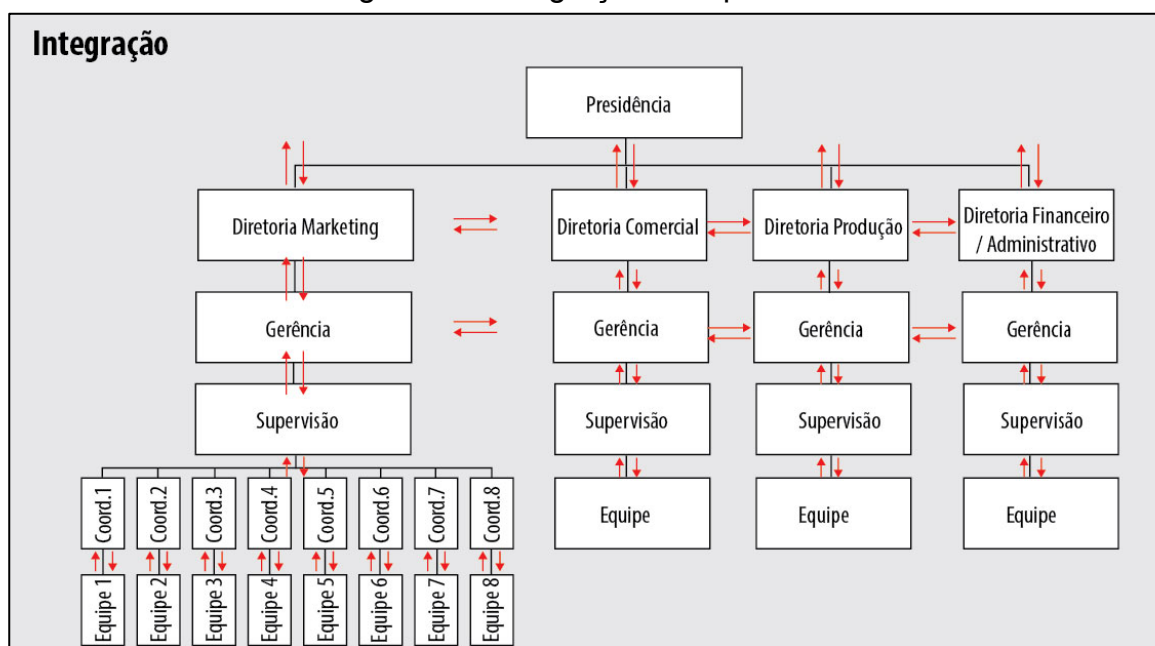 Integração
Presidência
Diretoria Marketing
Diretoria Comercial
Diretoria Produção
Diretoria Financeiro
/ Administrativo
Gerência
Gerência
Gerência
Gerência
Supervisão
Supervisão
Supervisão
Supervisão
Coord.1
Coord.2
Coord.3
Coord.4
Coord.5
Coord.6
Coord.7
Coord.8
Equipe
Equipe
Equipe
Equipe 1
Equipe 2
Equipe 3
Equipe 4
Equipe 5
Equipe 6
Equipe 7
Equipe 8